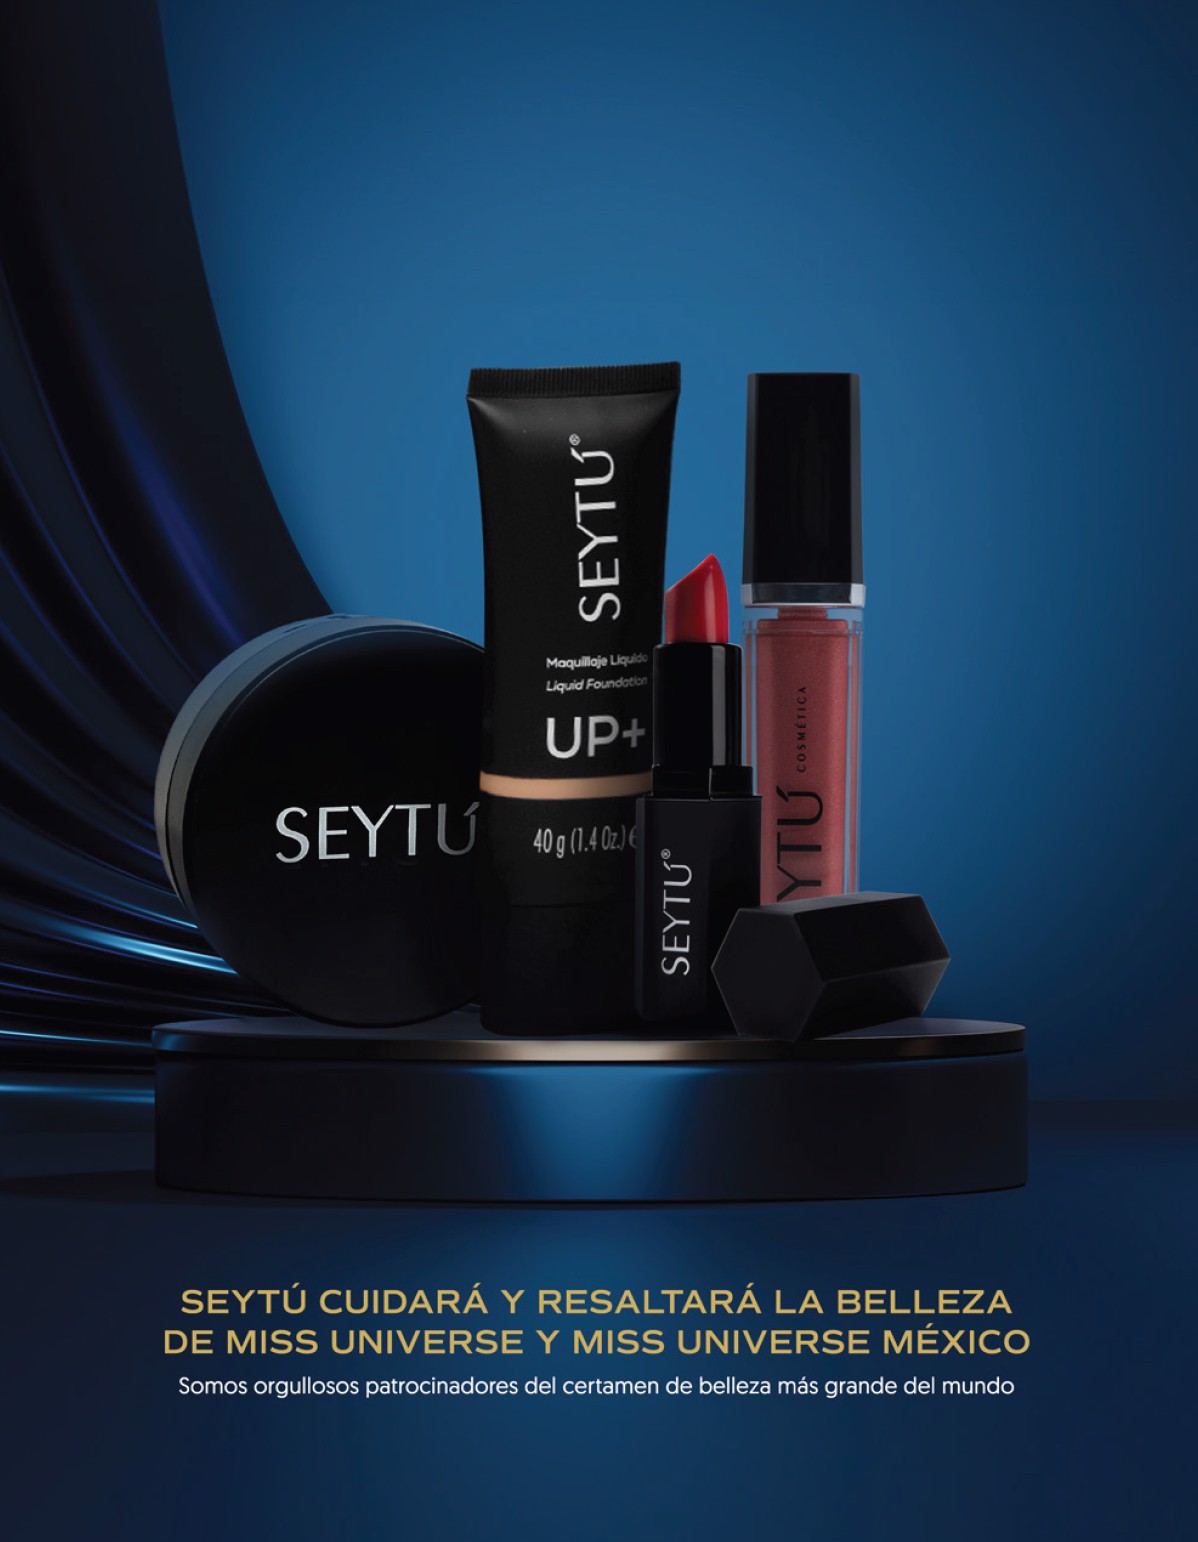 SEYTÚ®
Maquillaje Líquido
Liquid Foundation
UP+
40 g (1.4 Oz.) e
SEYTÚ
SEYTÚ®
COSMÉTICA
SEYTÚ CUIDARÁ Y RESALTARÁ LA BELLEZA
DE MISS UNIVERSE Y MISS UNIVERSE MÉXICO
Somos orgullosos patrocinadores del certamen de belleza más grande del mundo